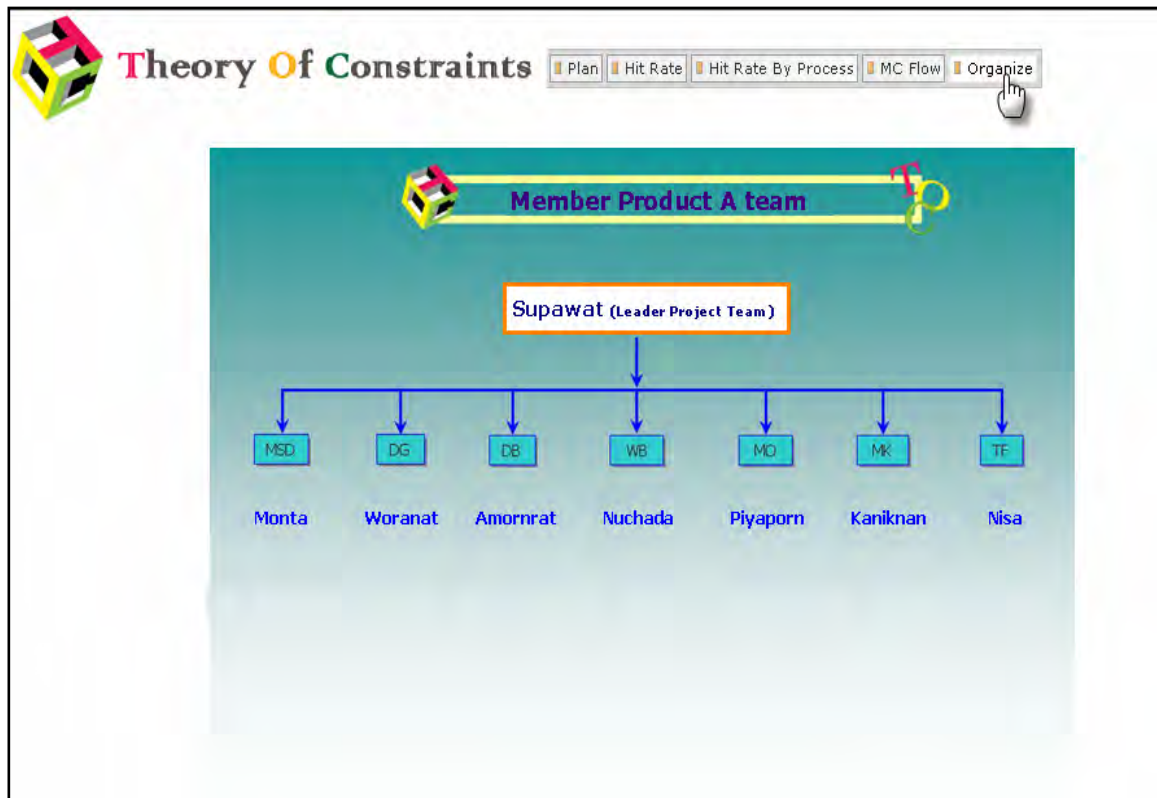 Theory Of Constraints
Plan Hit Rate Hit Rate By Process MC Flow Organize
Member Product A team
TOC
Supawat (Leader Project Team)
MSD DG DB WB MO MK TF
Monta Woranat Amornrat Nuchada Piyaporn Kaniknan Nisa